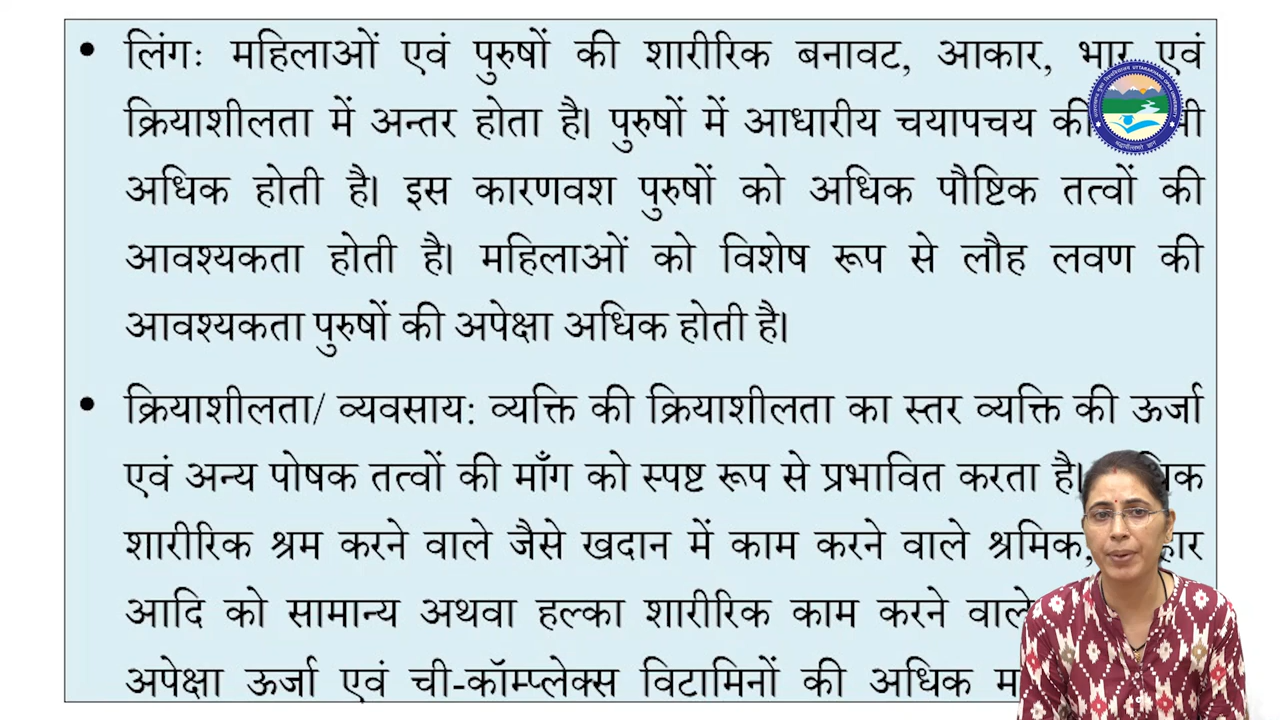 • लिंगः महिलाओं एवं पुरुषों की शारीरिक बनावट, आकार, भार एवं
क्रियाशीलता में अन्तर होता है। पुरुषों में आधारीय चयापचय की
अधिक होती है। इस कारणवश पुरुषों को अधिक पौष्टिक तत्वों की
आवश्यकता होती है। महिलाओं को विशेष रूप से लौह लवण की
आवश्यकता पुरुषों की अपेक्षा अधिक होती है।
• क्रियाशीलता/ व्यवसाय: व्यक्ति की क्रियाशीलता का स्तर व्यक्ति की ऊर्जा
एवं अन्य पोषक तत्वों की माँग को स्पष्ट रूप से प्रभावित करता है।
शारीरिक श्रम करने वाले जैसे खदान में काम करने वाले श्रमिक,
आदि को सामान्य अथवा हल्का शारीरिक काम करने वाले
अपेक्षा ऊर्जा एवं ची-कॉम्प्लेक्स विटामिनों की अधिक